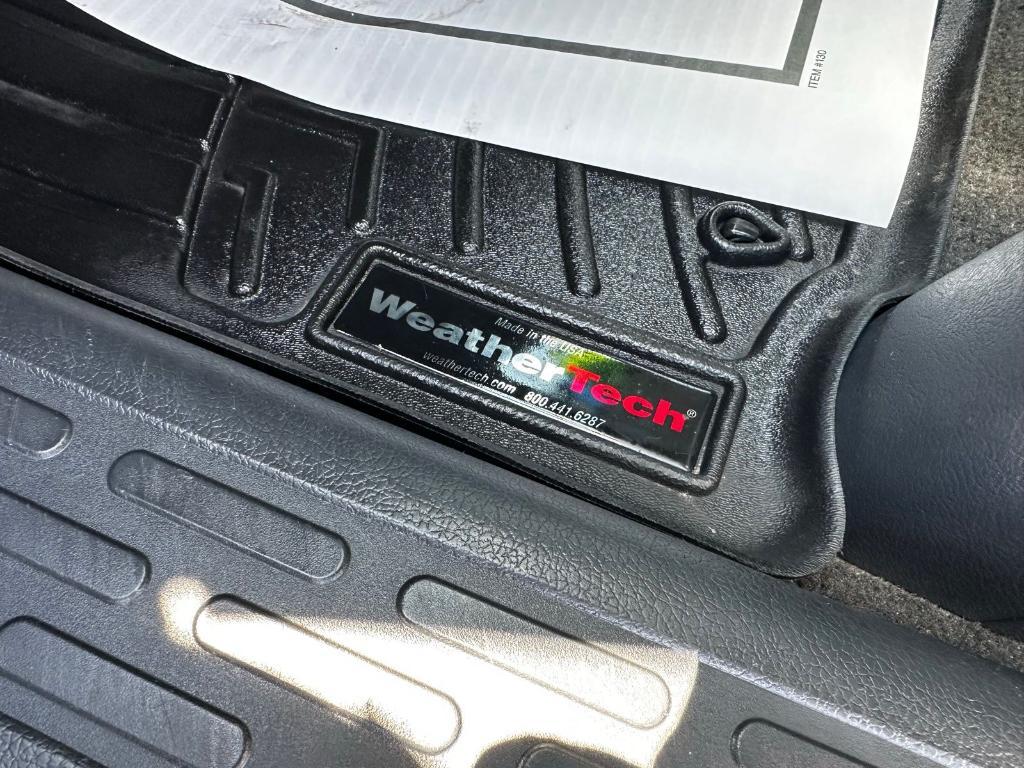 ITEM #130
Made in the USA
WeatherTech®
weathertech.com 800.441.6287